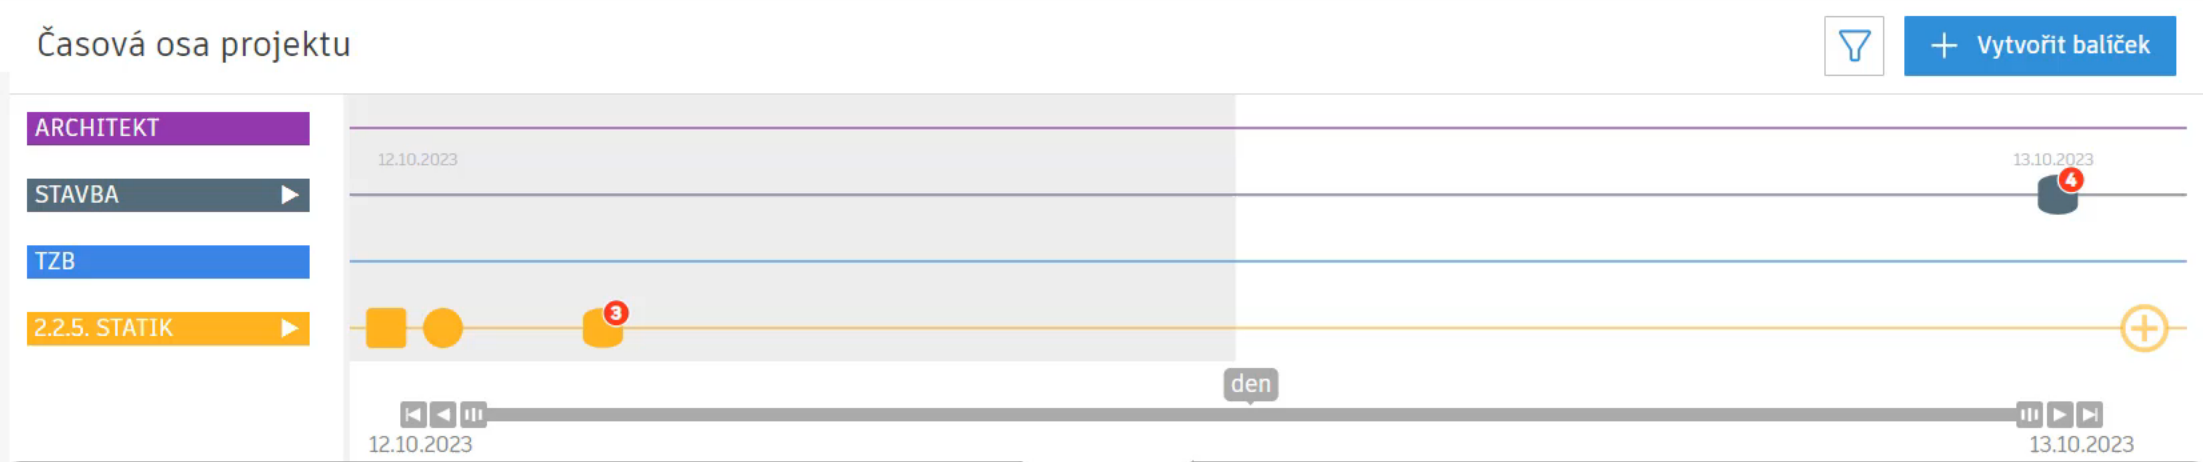 Časová osa projektu
+ Vytvořit balíček
ARCHITEKT
12.10.2023
13.10.2023
STAVBA
4
TZB
2.2.5. STATIK
3
den
12.10.2023
13.10.2023